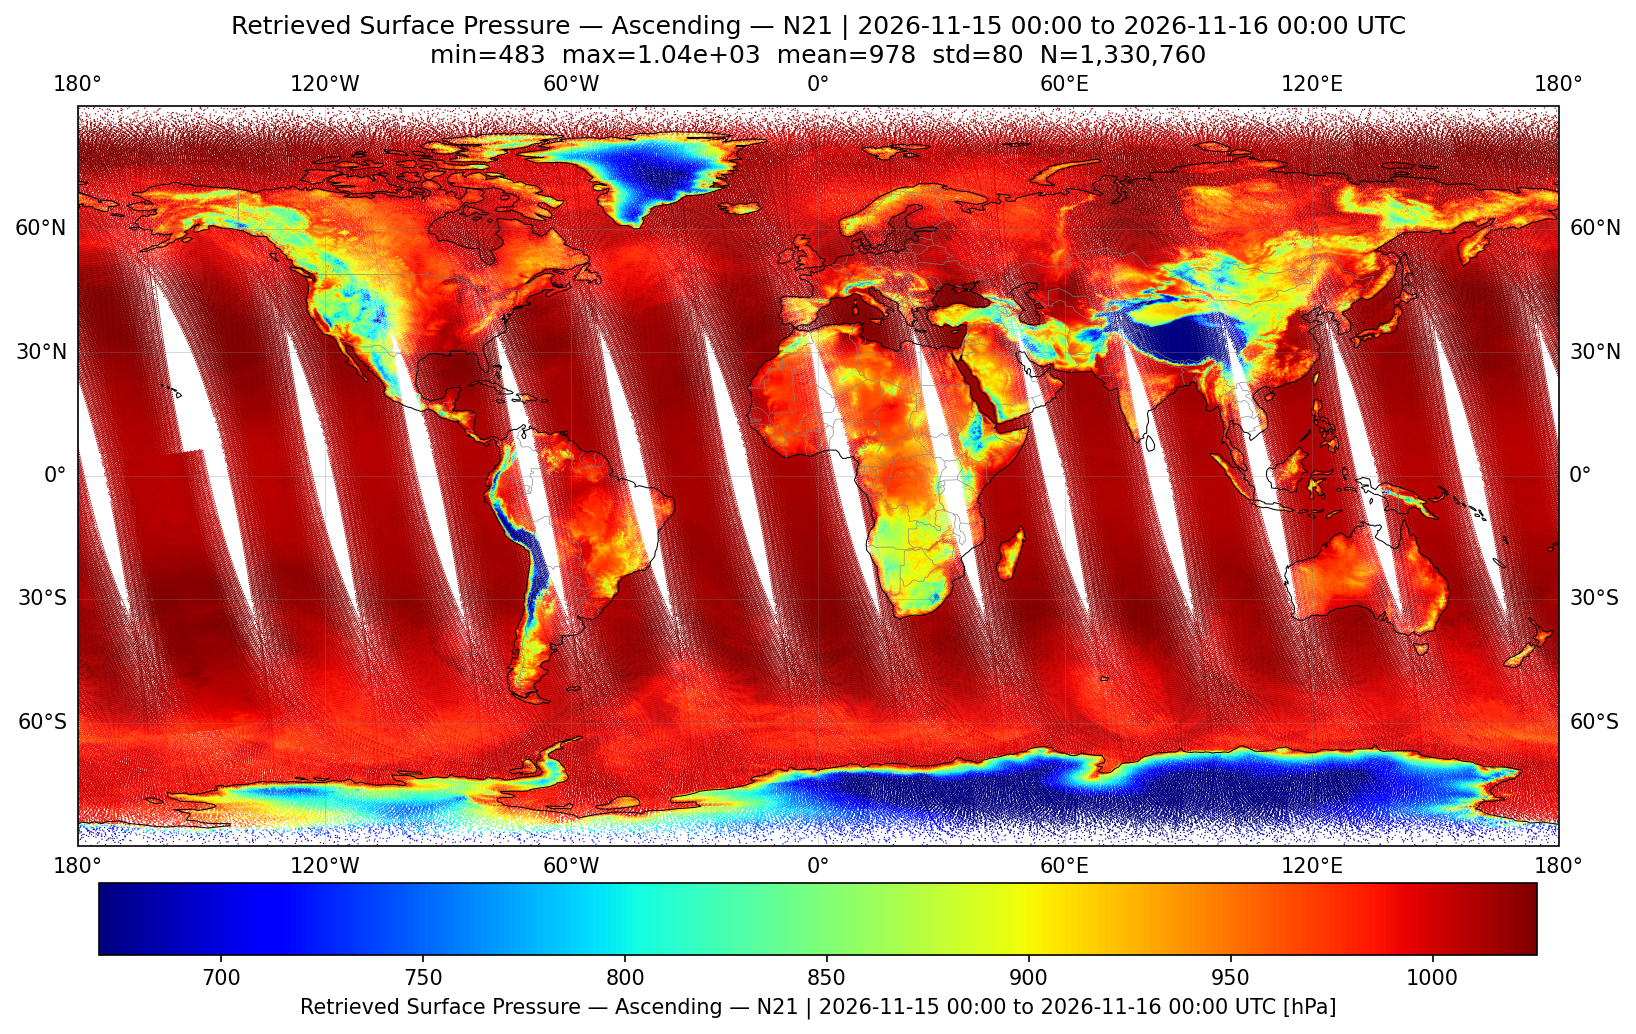 Retrieved Surface Pressure — Ascending — N21 | 2026-11-15 00:00 to 2026-11-16 00:00 UTC
min=483 max=1.04e+03 mean=978 std=80 N=1,330,760
180° 120°W 60°W 0° 60°E 120°E 180°
60°N 60°N
30°N 30°N
0° 0°
30°S 30°S
60°S 60°S
180° 120°W 60°W 0° 60°E 120°E 180°
700 750 800 850 900 950 1000
Retrieved Surface Pressure — Ascending — N21 | 2026-11-15 00:00 to 2026-11-16 00:00 UTC [hPa]